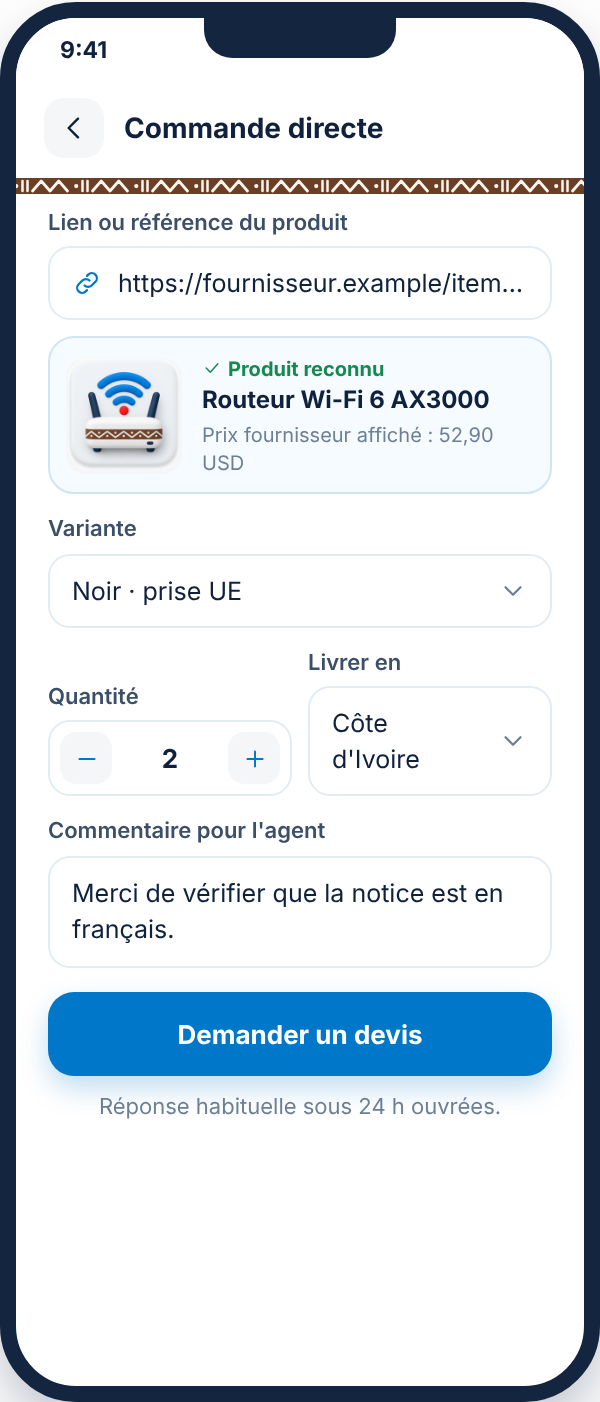 9:41
Commande directe
Lien ou référence du produit
https://fournisseur.example/item...
Produit reconnu
Routeur Wi-Fi 6 AX3000
Prix fournisseur affiché : 52,90
USD
Variante
Noir · prise UE
Quantité
2
Livrer en
Côte
d'Ivoire
Commentaire pour l'agent
Merci de vérifier que la notice est en
français.
Demander un devis
Réponse habituelle sous 24 h ouvrées.